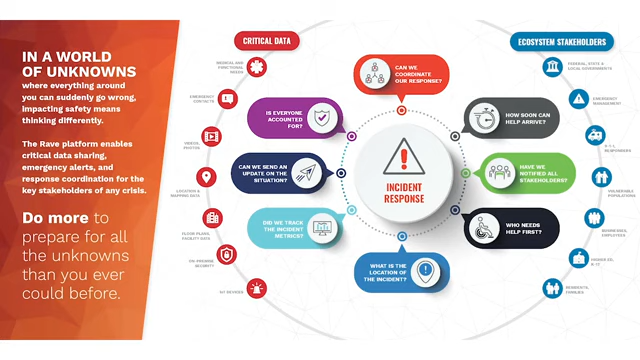 IN A WORLD
OF UNKNOWNS
where everything around
you can suddenly go wrong,
impacting safety means
thinking differently.
The Rave platform enables
critical data sharing,
emergency alerts, and
response coordination for the
key stakeholders of any crisis.
Do more to
prepare for all
the unknowns
than you ever
could before.
CRITICAL DATA
MEDICAL AND
FUNCTIONAL
NEEDS
EMERGENCY
CONTACTS
VIDEOS,
PHOTOS
LOCATION &
MAPPING DATA
FLOOR PLANS,
FACILITY DATA
ON-PREMISE
SECURITY
IOT DEVICES
CAN WE
COORDINATE
OUR RESPONSE?
IS EVERYONE
ACCOUNTED
FOR?
CAN WE SEND AN
UPDATE ON THE
SITUATION?
DID WE TRACK
THE INCIDENT
METRICS?
WHAT IS THE
LOCATION OF
THE INCIDENT?
INCIDENT
RESPONSE
HOW SOON CAN
HELP ARRIVE?
HAVE WE
NOTIFIED ALL
STAKEHOLDERS?
WHO NEEDS
HELP FIRST?
ECOSYSTEM STAKEHOLDERS
FEDERAL, STATE &
LOCAL GOVERNMENTS
EMERGENCY
MANAGEMENT
9-1-1,
RESPONDERS
VULNERABLE
POPULATIONS
BUSINESSES,
EMPLOYEES
HIGHER ED,
K-12
RESIDENTS,
FAMILIES